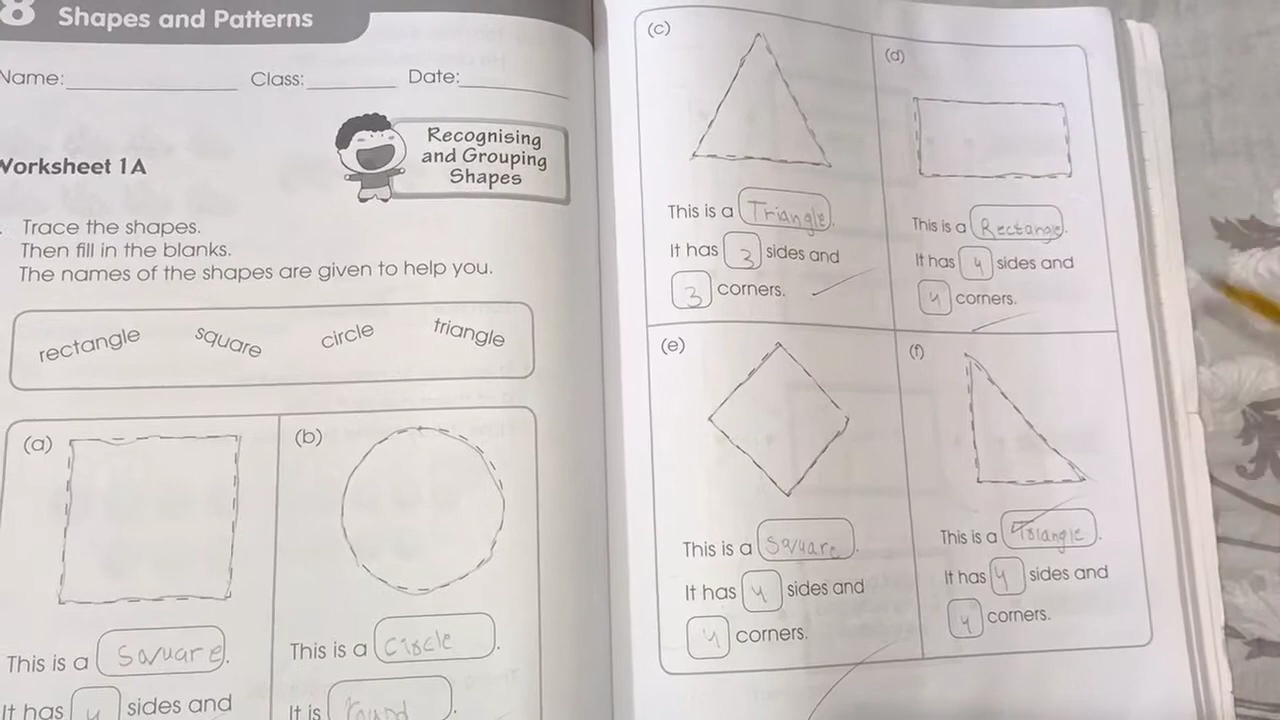 8 Shapes and Patterns
Name: Class: Date:
Recognising
and Grouping
Shapes
Worksheet 1A
Trace the shapes.
Then fill in the blanks.
The names of the shapes are given to help you.
rectangle square circle triangle
(a)
This is a Square.
It has 4 sides and
(b)
This is a Circle.
It is round.
(c)
This is a Triangle.
It has 3 sides and
3 corners.
(d)
This is a Rectangle.
It has 4 sides and
4 corners.
(e)
This is a Square.
It has 4 sides and
4 corners.
(f)
This is a Triangle.
It has 4 sides and
4 corners.